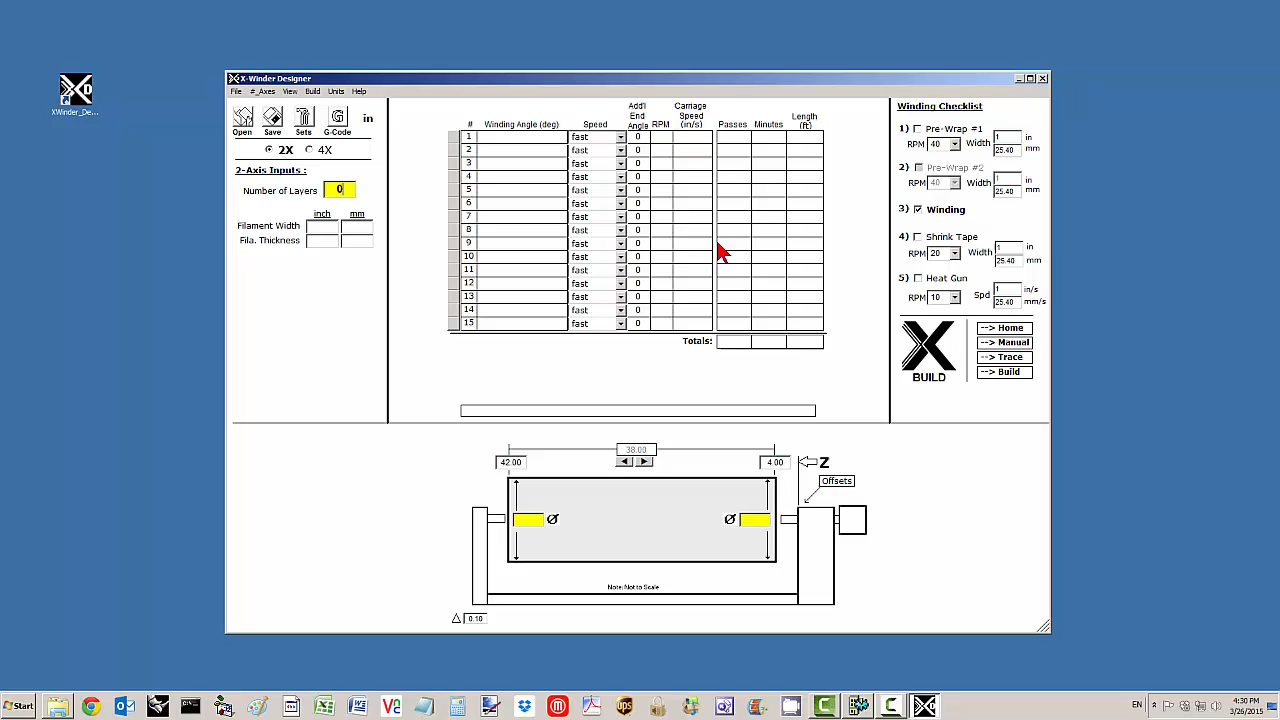 X-Winder Designer
File #_Axes View Build Units Help
XWinder_De...
Open Save Sets G-Code in
2X 4X
2-Axis Inputs :
Number of Layers 0
inch mm
Filament Width
Fila. Thickness
# Winding Angle (deg) Speed Add'l End Angle RPM Carriage Speed (in/s) Passes Minutes Length (ft)
1 fast 0
2 fast 0
3 fast 0
4 fast 0
5 fast 0
6 fast 0
7 fast 0
8 fast 0
9 fast 0
10 fast 0
11 fast 0
12 fast 0
13 fast 0
14 fast 0
15 fast 0
Totals:
Winding Checklist
1) Pre-Wrap #1
RPM 40 Width 1 in
25.40 mm
2) Pre-Wrap #2
RPM 40 Width 1 in
25.40 mm
3) Winding
4) Shrink Tape
RPM 20 Width 1 in
25.40 mm
5) Heat Gun
RPM 10 Spd 1 in/s
25.40 mm/s
X
BUILD
--> Home
--> Manual
--> Trace
--> Build
38.00
42.00 4.00 Z
Offsets
Ø Ø
Note: Not to Scale
0.10
Start
EN 4:30 PM
3/26/2015